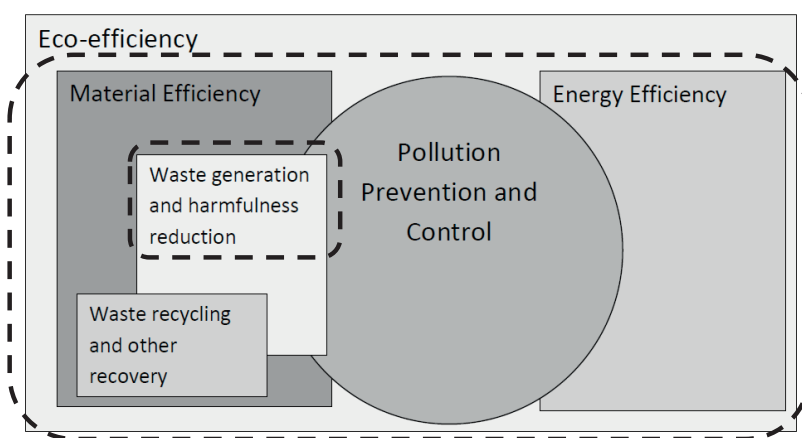 Eco-efficiency
Material Efficiency
Energy Efficiency
Pollution
Prevention and
Control
Waste generation
and harmfulness
reduction
Waste recycling
and other
recovery